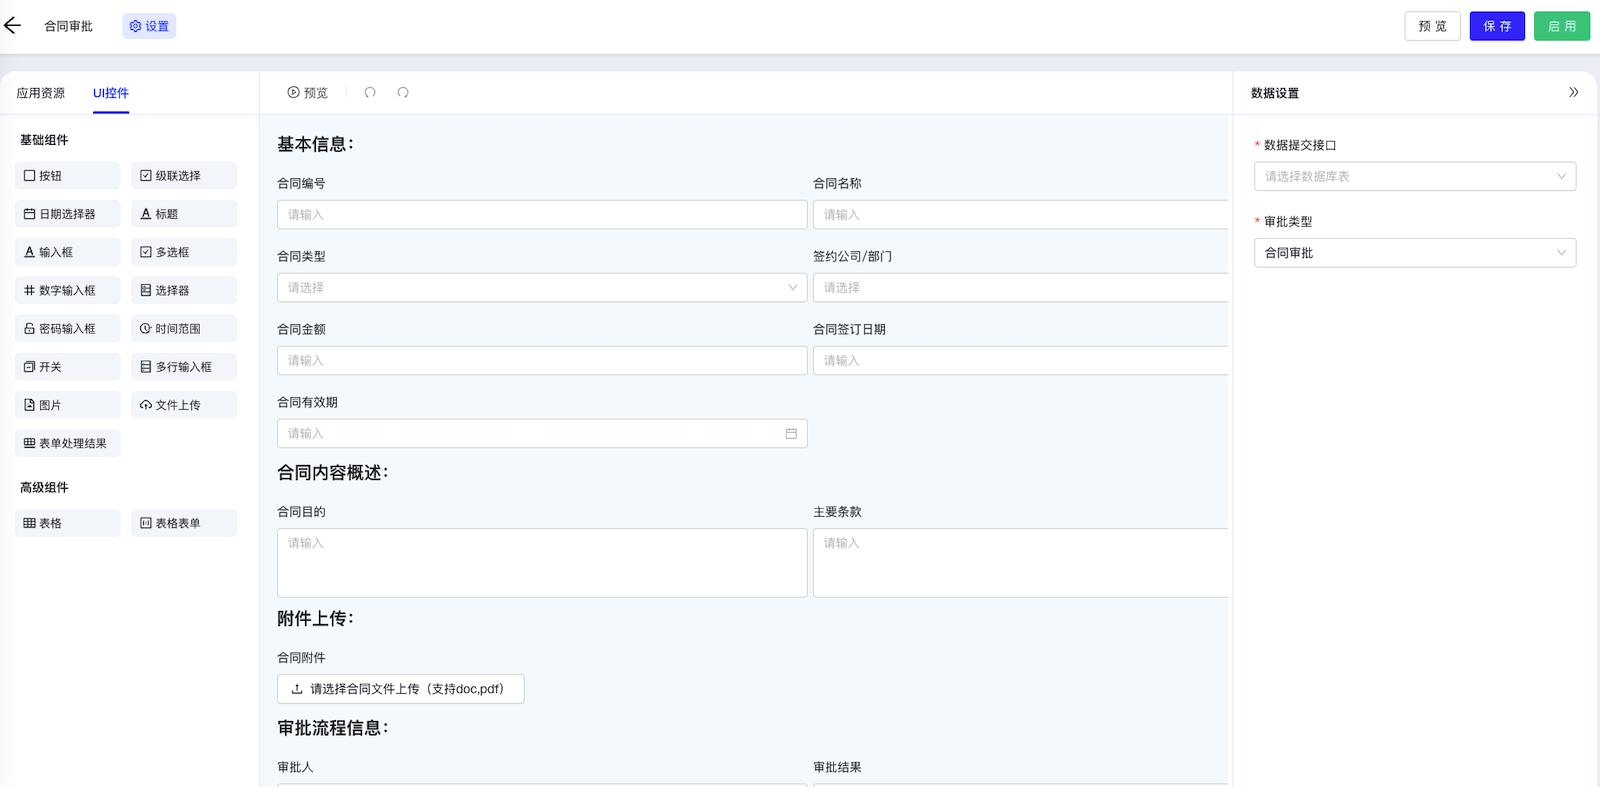 合同审批
设置
预 览
保 存
启 用
应用资源
UI控件
基础组件
按钮
级联选择
日期选择器
标题
输入框
多选框
数字输入框
选择器
密码输入框
时间范围
开关
多行输入框
图片
文件上传
表单处理结果
高级组件
表格
表格表单
预览
基本信息：
合同编号
合同名称
请输入
请输入
合同类型
签约公司/部门
请选择
请选择
合同金额
合同签订日期
请输入
请输入
合同有效期
请输入
合同内容概述：
合同目的
主要条款
请输入
请输入
附件上传：
合同附件
请选择合同文件上传（支持doc,pdf）
审批流程信息：
审批人
审批结果
数据设置
* 数据提交接口
请选择数据库表
* 审批类型
合同审批